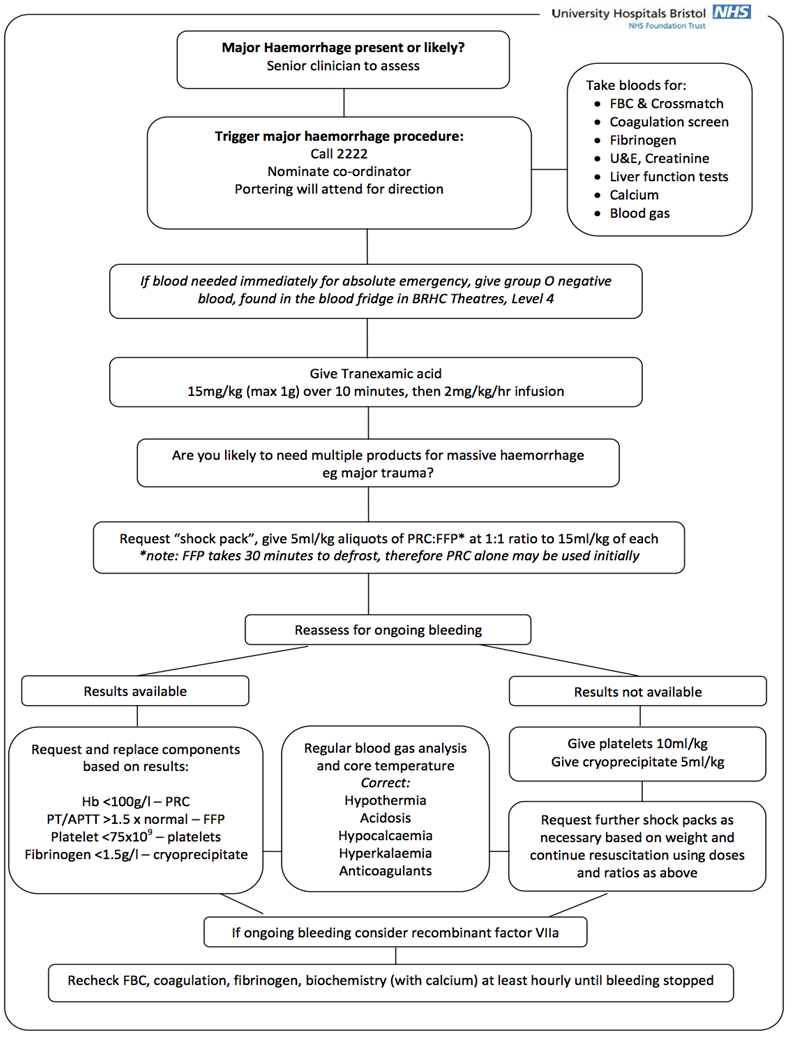 University Hospitals Bristol NHS
NHS Foundation Trust
Major Haemorrhage present or likely?
Senior clinician to assess
Trigger major haemorrhage procedure:
Call 2222
Nominate co-ordinator
Portering will attend for direction
Take bloods for:
• FBC & Crossmatch
• Coagulation screen
• Fibrinogen
• U&E, Creatinine
• Liver function tests
• Calcium
• Blood gas
If blood needed immediately for absolute emergency, give group O negative
blood, found in the blood fridge in BRHC Theatres, Level 4
Give Tranexamic acid
15mg/kg (max 1g) over 10 minutes, then 2mg/kg/hr infusion
Are you likely to need multiple products for massive haemorrhage
eg major trauma?
Request “shock pack”, give 5ml/kg aliquots of PRC:FFP* at 1:1 ratio to 15ml/kg of each
*note: FFP takes 30 minutes to defrost, therefore PRC alone may be used initially
Reassess for ongoing bleeding
Results available
Request and replace components
based on results:
Hb <100g/l – PRC
PT/APTT >1.5 x normal – FFP
Platelet <75x10⁹ – platelets
Fibrinogen <1.5g/l – cryoprecipitate
Regular blood gas analysis
and core temperature
Correct:
Hypothermia
Acidosis
Hypocalcaemia
Hyperkalaemia
Anticoagulants
Results not available
Give platelets 10ml/kg
Give cryoprecipitate 5ml/kg
Request further shock packs as
necessary based on weight and
continue resuscitation using doses
and ratios as above
If ongoing bleeding consider recombinant factor VIIa
Recheck FBC, coagulation, fibrinogen, biochemistry (with calcium) at least hourly until bleeding stopped